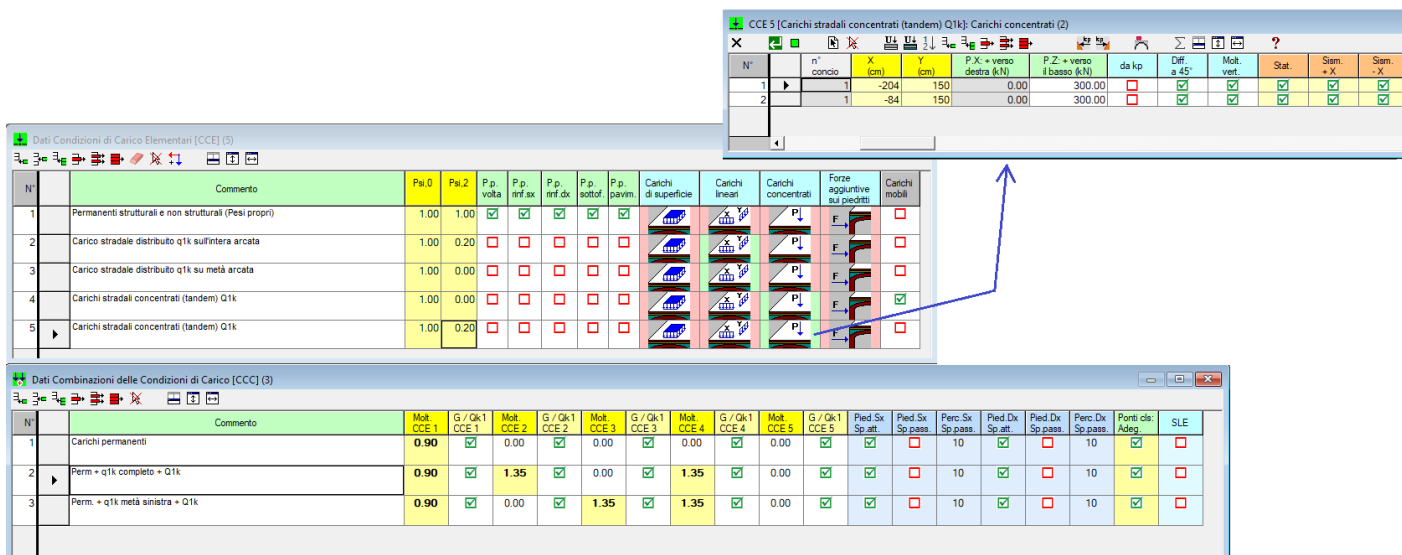 CCE 5 [Carichi stradali concentrati (tandem) Q1k]: Carichi concentrati (2)
N° n° concio X (cm) Y (cm) P.X: + verso destra (kN) P.Z: + verso il basso (kN) da kp Diff. a 45° Molt. vert. Stat. Sism. + X Sism. - X
1 1 -204 150 0.00 300.00
2 1 -84 150 0.00 300.00
Dati Condizioni di Carico Elementari [CCE] (5)
N° Commento Psi,0 Psi,2 P.p. volta P.p. rinf.sx P.p. rinf.dx P.p. sottof. P.p. pavim. Carichi di superficie Carichi lineari Carichi concentrati Forze aggiuntive sui piedritti Carichi mobili
1 Permanenti strutturali e non strutturali (Pesi propri) 1.00 1.00
2 Carico stradale distribuito q1k sull'intera arcata 1.00 0.20
3 Carico stradale distribuito q1k su metà arcata 1.00 0.00
4 Carichi stradali concentrati (tandem) Q1k 1.00 0.00
5 Carichi stradali concentrati (tandem) Q1k 1.00 0.20
Dati Combinazioni delle Condizioni di Carico [CCC] (3)
N° Commento Molt. CCE 1 G / Qk1 CCE 1 Molt. CCE 2 G / Qk1 CCE 2 Molt. CCE 3 G / Qk1 CCE 3 Molt. CCE 4 G / Qk1 CCE 4 Molt. CCE 5 G / Qk1 CCE 5 Pied.Sx Sp.att. Pied.Sx Sp.pass. Perc.Sx Sp.pass. Pied.Dx Sp.att. Pied.Dx Sp.pass. Perc.Dx Sp.pass. Ponti cls: Adeg. SLE
1 Carichi permanenti 0.90 0.00 0.00 0.00 0.00 10 10
2 Perm + q1k completo + Q1k 0.90 1.35 0.00 1.35 0.00 10 10
3 Perm. + q1k metà sinistra + Q1k 0.90 0.00 1.35 1.35 0.00 10 10